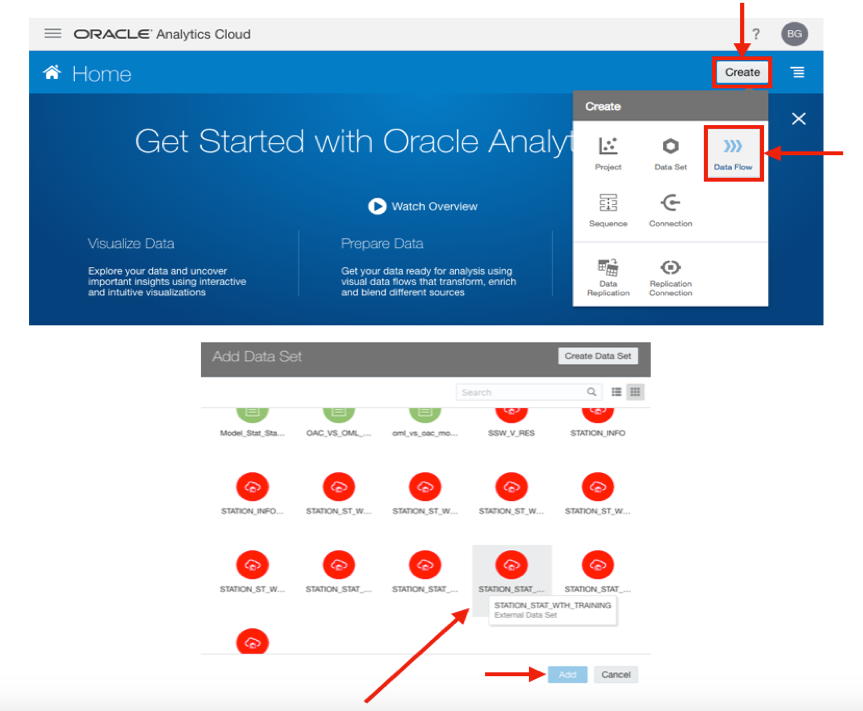 ORACLE Analytics Cloud
?
BG
Home
Create
Create
Project
Data Set
Data Flow
Sequence
Connection
Data Replication
Replication Connection
Get Started with Oracle Analyt
Watch Overview
Visualize Data
Explore your data and uncover
important insights using interactive
and intuitive visualizations
Prepare Data
Get your data ready for analysis using
visual data flows that transform, enrich
and blend different sources
Add Data Set
Create Data Set
Search
Model_Stat_Sta...
OAC_VS_OML_...
oml_vs_oac_mo...
SSW_V_RES
STATION_INFO
STATION_INFO...
STATION_ST_W...
STATION_ST_W...
STATION_ST_W...
STATION_ST_W...
STATION_ST_W...
STATION_STAT_...
STATION_STAT_...
STATION_STAT_...
STATION_STAT_...
STATION_STAT_WTH_TRAINING
External Data Set
Add
Cancel